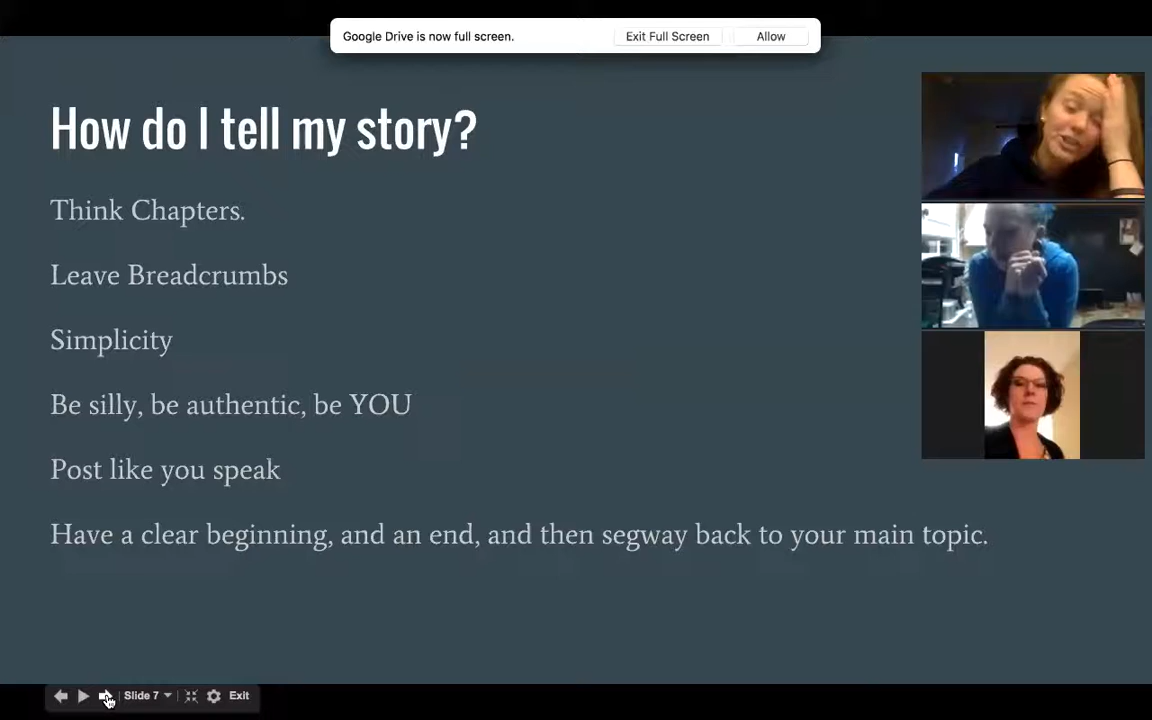 Google Drive is now full screen. Exit Full Screen Allow
How do I tell my story?
Think Chapters.
Leave Breadcrumbs
Simplicity
Be silly, be authentic, be YOU
Post like you speak
Have a clear beginning, and an end, and then segway back to your main topic.
Slide 7 Exit